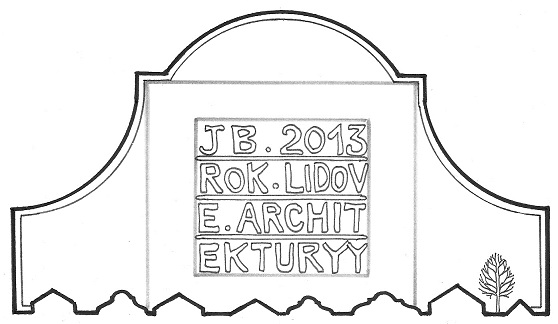 JB. 2013
ROK. LIDOV
E. ARCHIT
EKTURYY